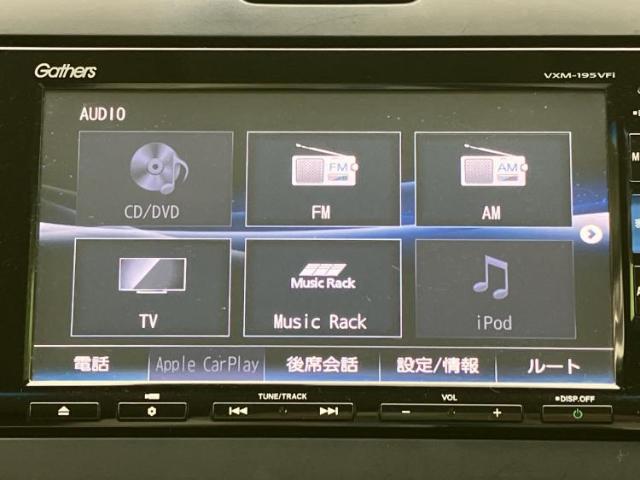 Gathers
VXM-195VFi
AUDIO
CD/DVD
FM
FM
AM
AM
TV
Music Rack
Music Rack
iPod
電話
Apple CarPlay
後席会話
設定/情報
ルート
TUNE/TRACK
VOL
DISP.OFF